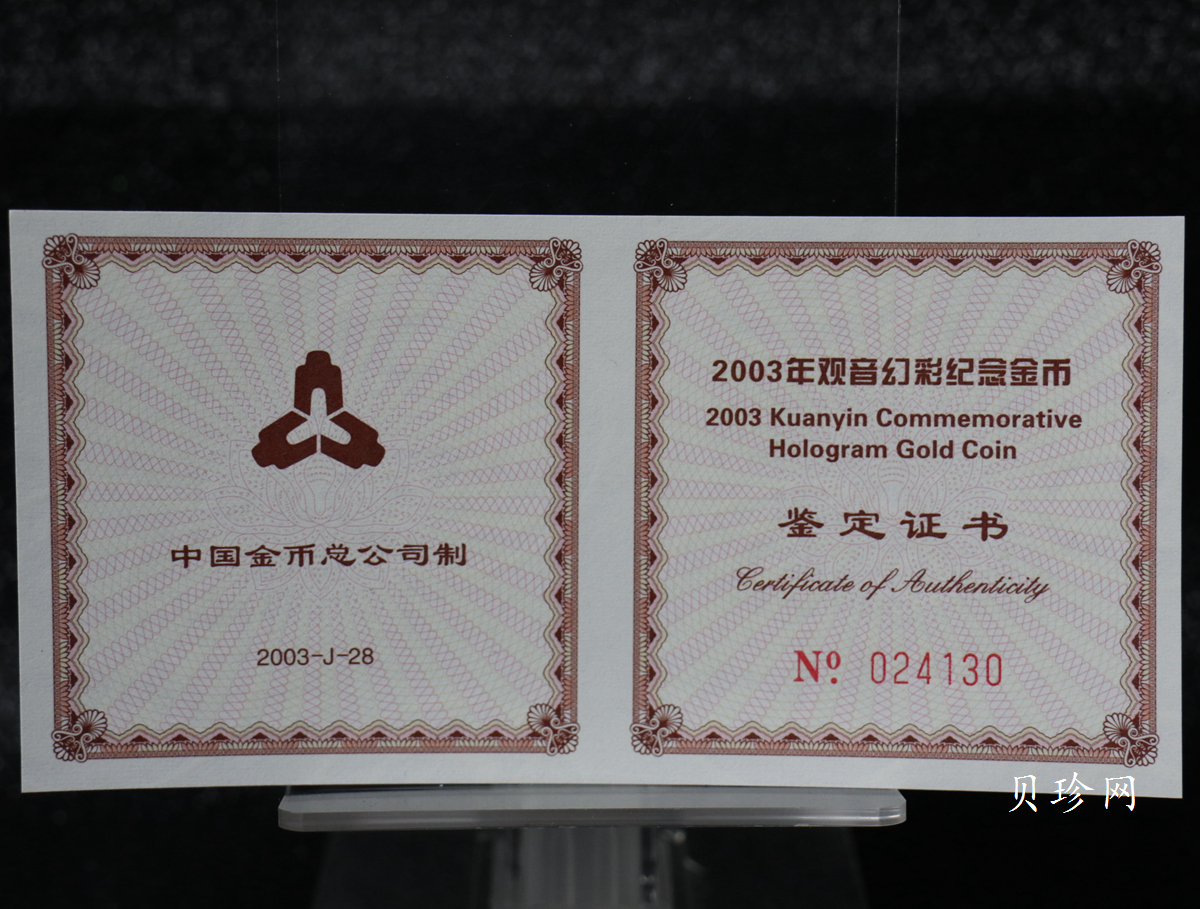 中国金币总公司制
2003-J-28
2003年观音幻彩纪念金币
2003 Kuanyin Commemorative
Hologram Gold Coin
鉴定证书
Certificate of Authenticity
Nº 024130
贝珍网